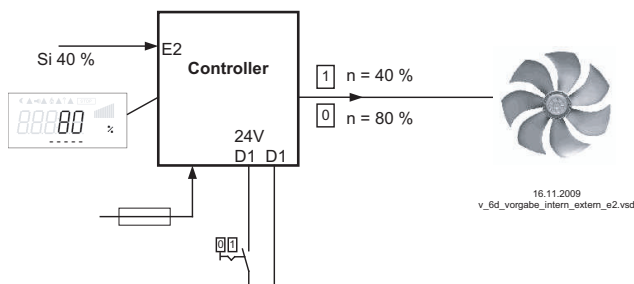 Si 40 %
E2
Controller
1 n = 40 %
0 n = 80 %
80
%
24V
D1 D1
0 1
16.11.2009
v_6d_vorgabe_intern_extern_e2.vsd